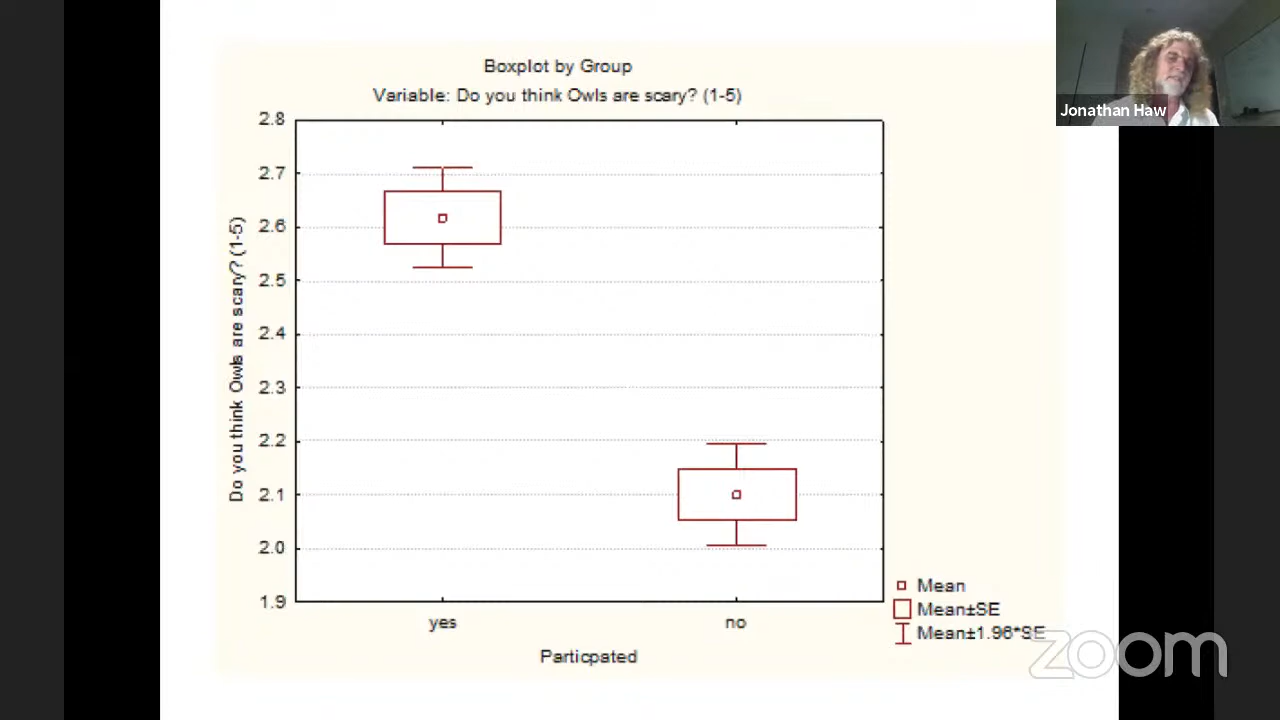 Boxplot by Group
Variable: Do you think Owls are scary? (1-5)
Do you think Owls are scary? (1-5)
2.8
2.7
2.6
2.5
2.4
2.3
2.2
2.1
2.0
1.9
yes
no
Particpated
Mean
Mean±SE
Mean±1.96*SE
Jonathan Haw
zoom